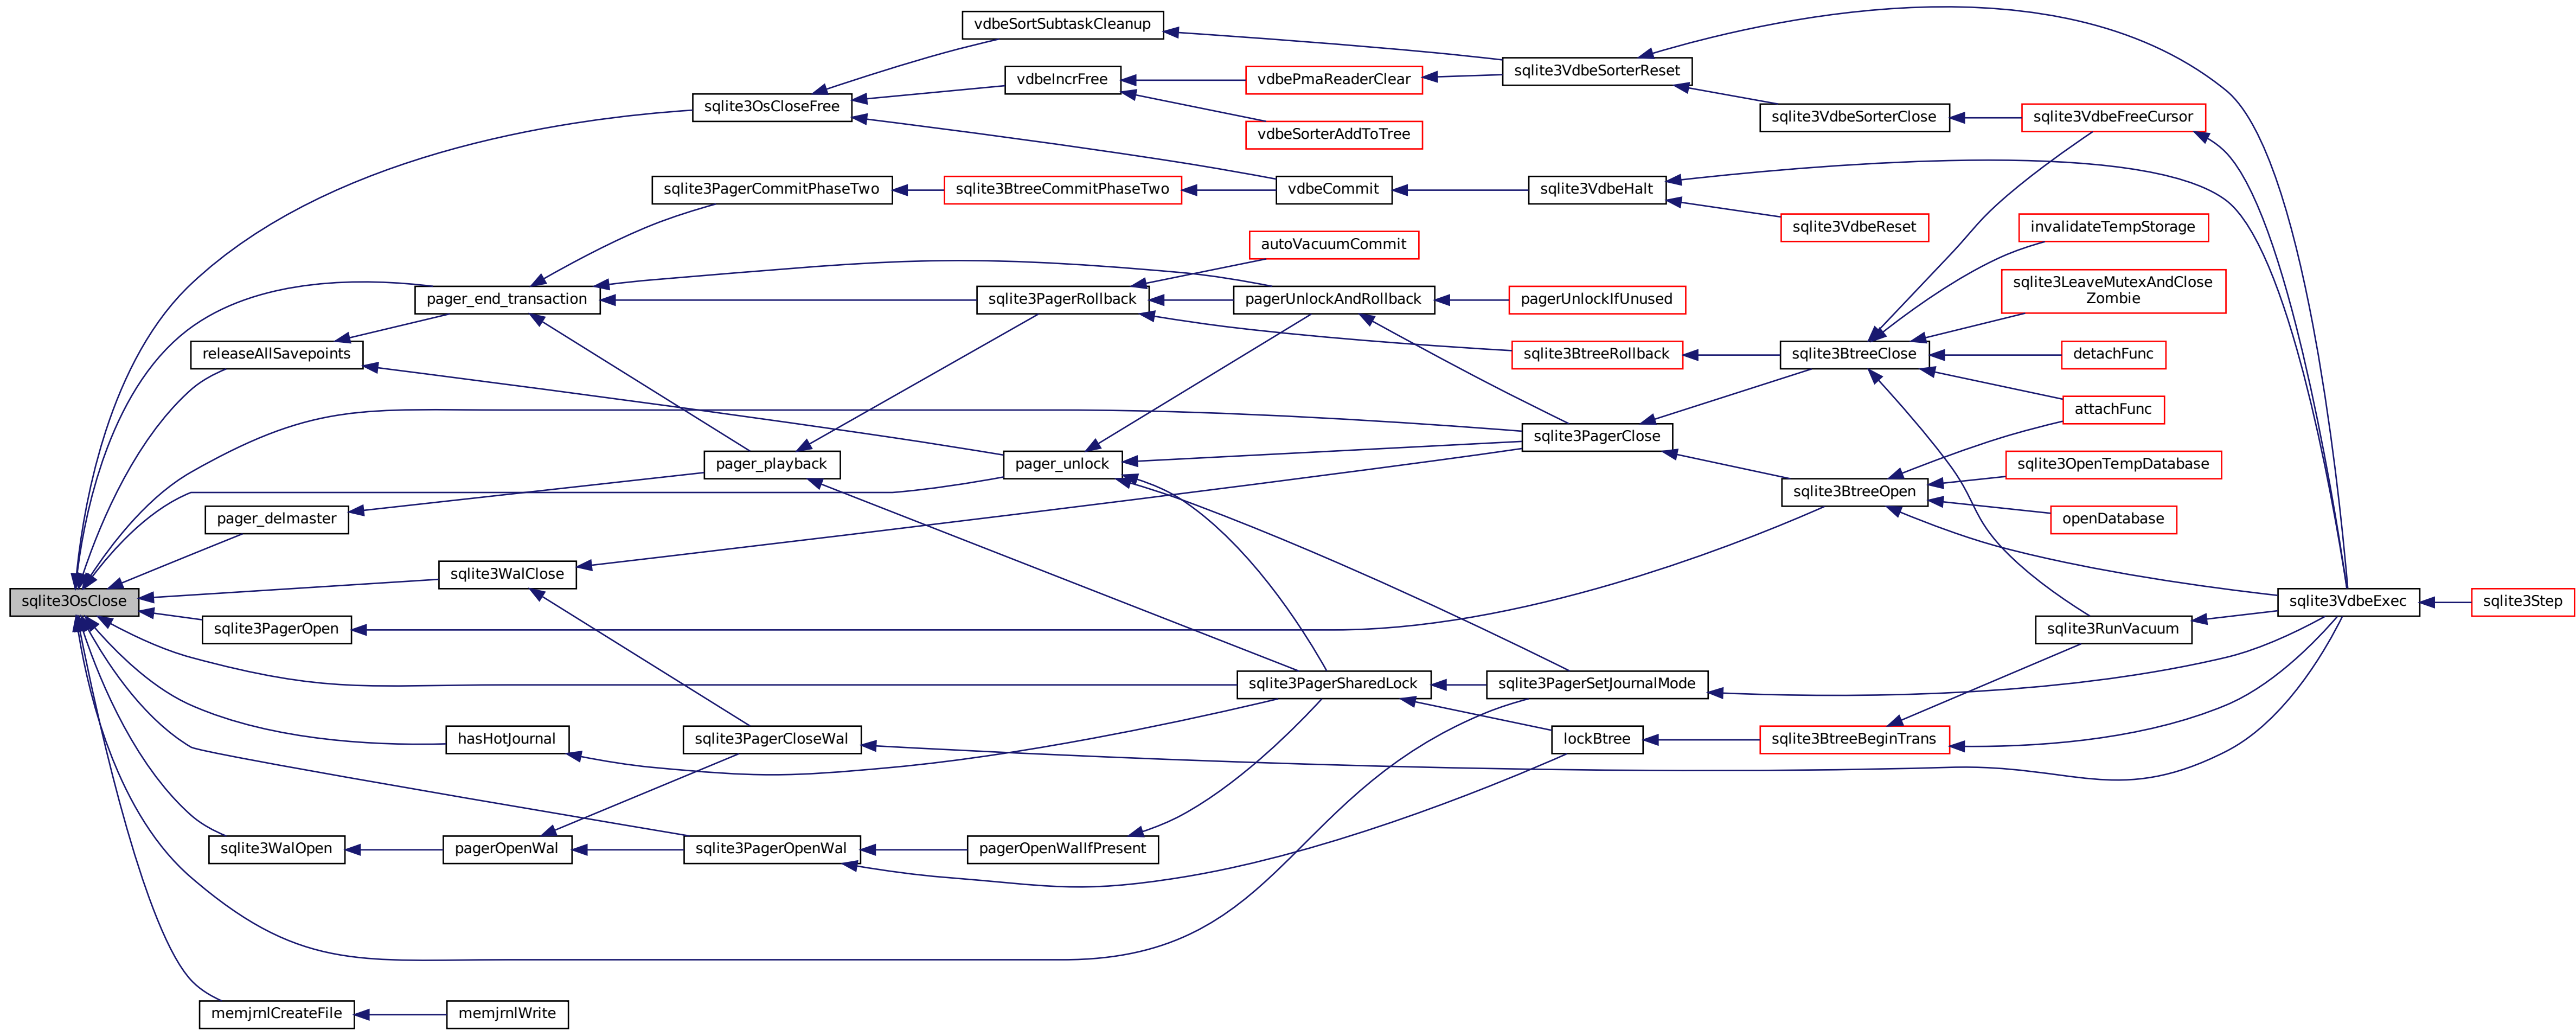 vdbeSortSubtaskCleanup
sqlite3VdbeSorterReset
vdbeIncrFree
vdbePmaReaderClear
sqlite3OsCloseFree
sqlite3VdbeSorterClose
sqlite3VdbeFreeCursor
vdbeSorterAddToTree
sqlite3PagerCommitPhaseTwo
sqlite3BtreeCommitPhaseTwo
vdbeCommit
sqlite3VdbeHalt
sqlite3VdbeReset
invalidateTempStorage
autoVacuumCommit
sqlite3LeaveMutexAndClose
Zombie
pager_end_transaction
sqlite3PagerRollback
pagerUnlockAndRollback
pagerUnlockIfUnused
releaseAllSavepoints
sqlite3BtreeRollback
sqlite3BtreeClose
detachFunc
attachFunc
sqlite3PagerClose
pager_playback
pager_unlock
sqlite3OpenTempDatabase
sqlite3BtreeOpen
pager_delmaster
openDatabase
sqlite3WalClose
sqlite3OsClose
sqlite3VdbeExec
sqlite3Step
sqlite3PagerOpen
sqlite3RunVacuum
sqlite3PagerSharedLock
sqlite3PagerSetJournalMode
hasHotJournal
sqlite3PagerCloseWal
lockBtree
sqlite3BtreeBeginTrans
sqlite3WalOpen
pagerOpenWal
sqlite3PagerOpenWal
pagerOpenWalIfPresent
memjrnlCreateFile
memjrnlWrite